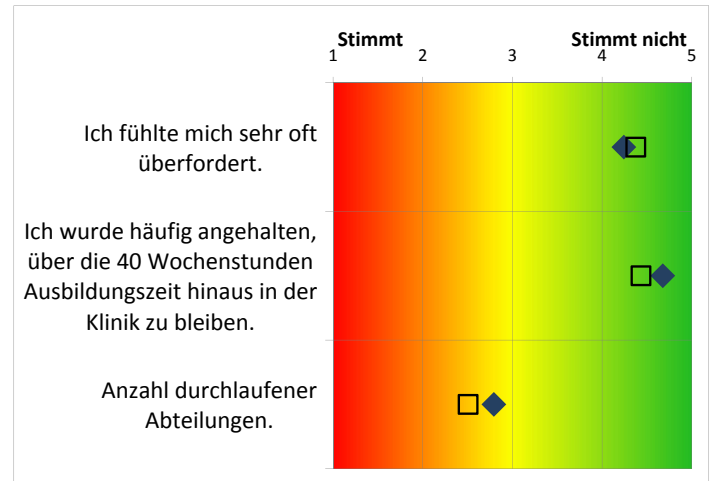 Stimmt Stimmt nicht
1 2 3 4 5
Ich fühlte mich sehr oft
überfordert.
Ich wurde häufig angehalten,
über die 40 Wochenstunden
Ausbildungszeit hinaus in der
Klinik zu bleiben.
Anzahl durchlaufener
Abteilungen.